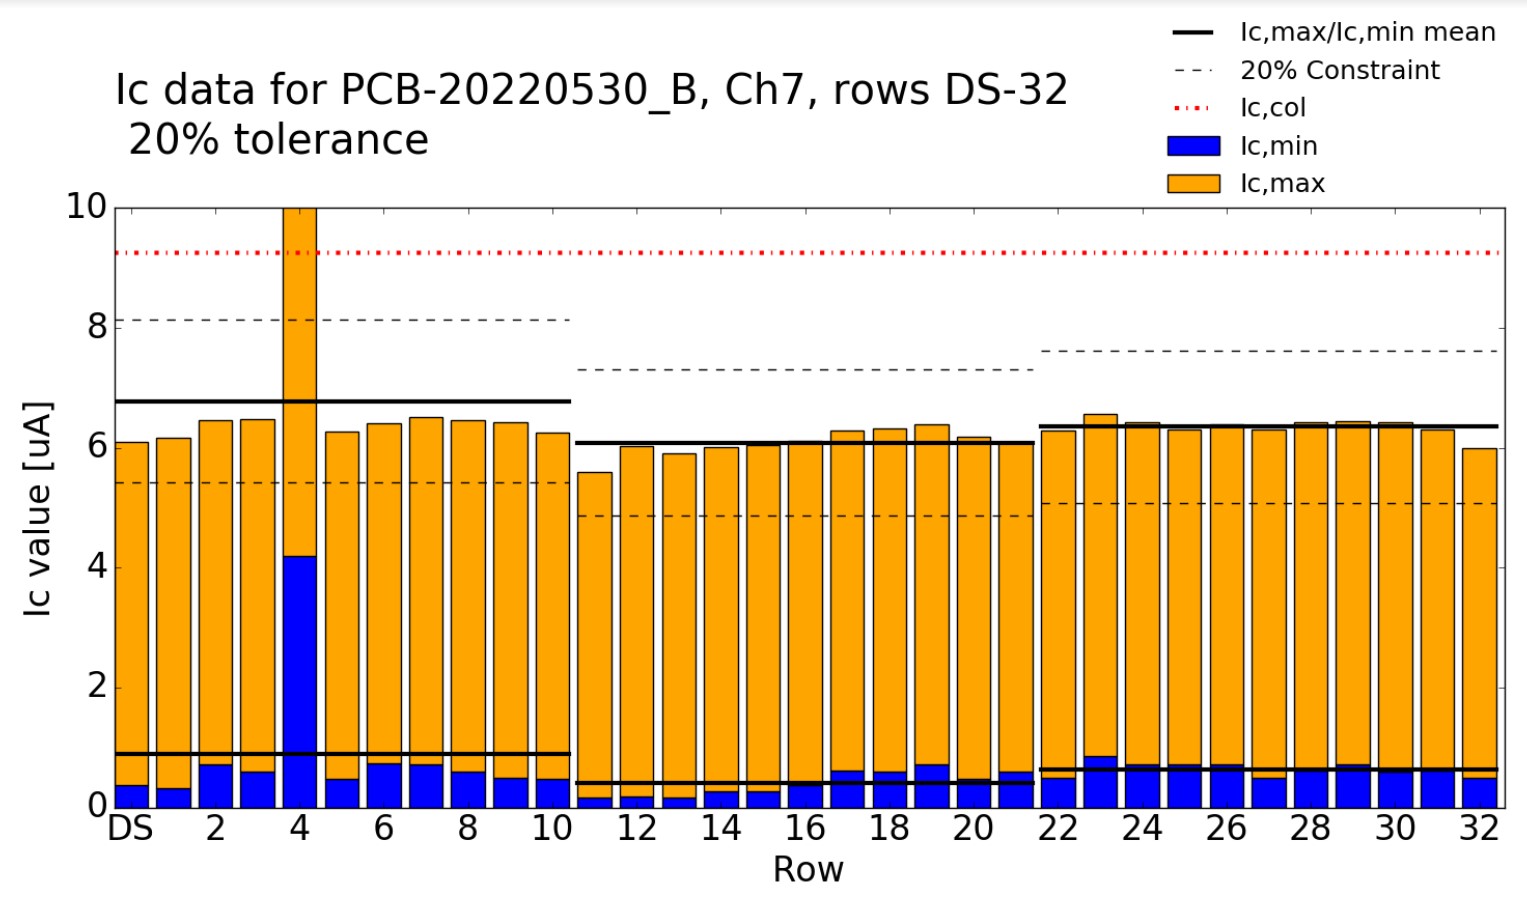 Ic,max/Ic,min mean
20% Constraint
Ic,col
Ic,min
Ic,max
Ic data for PCB-20220530_B, Ch7, rows DS-32
20% tolerance
10
8
6
4
2
0
Ic value [uA]
DS 2 4 6 8 10 12 14 16 18 20 22 24 26 28 30 32
Row